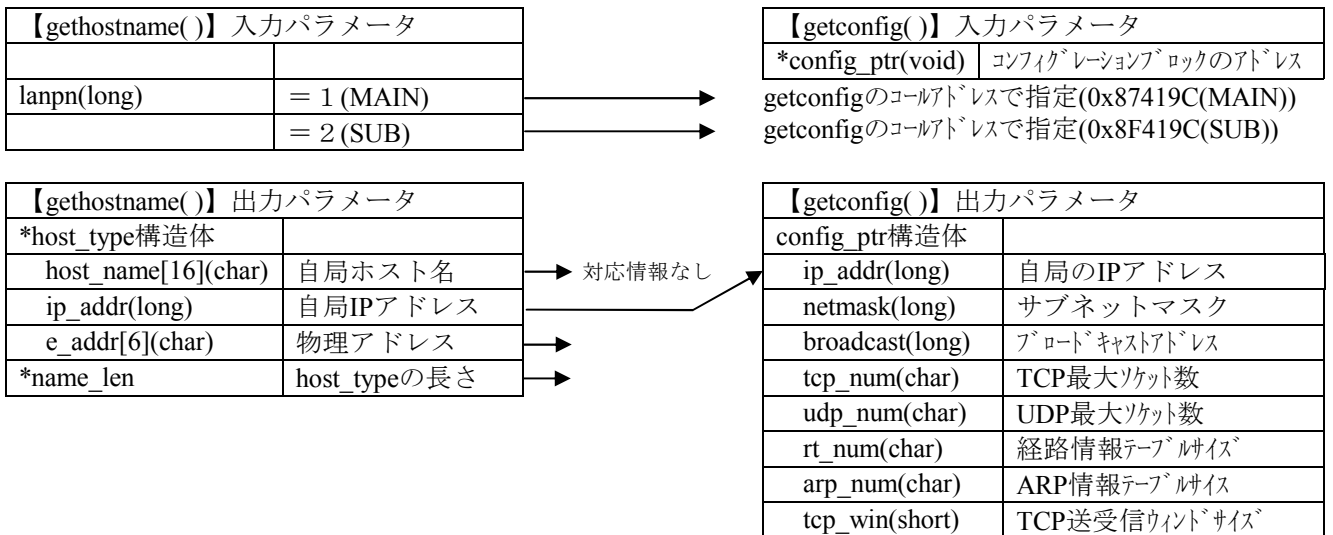 【gethostname( )】入力パラメータ
lanpn(long) ＝１(MAIN)
＝２(SUB)
【getconfig( )】入力パラメータ
*config_ptr(void) ｺﾝﾌｨｸﾞﾚｰｼｮﾝﾌﾞﾛｯｸのｱﾄﾞﾚｽ
getconfigのｺｰﾙｱﾄﾞﾚｽで指定(0x87419C(MAIN))
getconfigのｺｰﾙｱﾄﾞﾚｽで指定(0x8F419C(SUB))
【gethostname( )】出力パラメータ
*host_type構造体
host_name[16](char) 自局ホスト名
ip_addr(long) 自局IPアドレス
e_addr[6](char) 物理アドレス
*name_len host_typeの長さ
対応情報なし
【getconfig( )】出力パラメータ
config_ptr構造体
ip_addr(long) 自局のIPアドレス
netmask(long) サブネットマスク
broadcast(long) ﾌﾞﾛｰﾄﾞｷｬｽﾄｱﾄﾞﾚｽ
tcp_num(char) TCP最大ｿｹｯﾄ数
udp_num(char) UDP最大ｿｹｯﾄ数
rt_num(char) 経路情報ﾃｰﾌﾞﾙｻｲｽﾞ
arp_num(char) ARP情報ﾃｰﾌﾞﾙｻｲｽ
tcp_win(short) TCP送受信ｳｨﾝﾄﾞｻｲｽﾞ